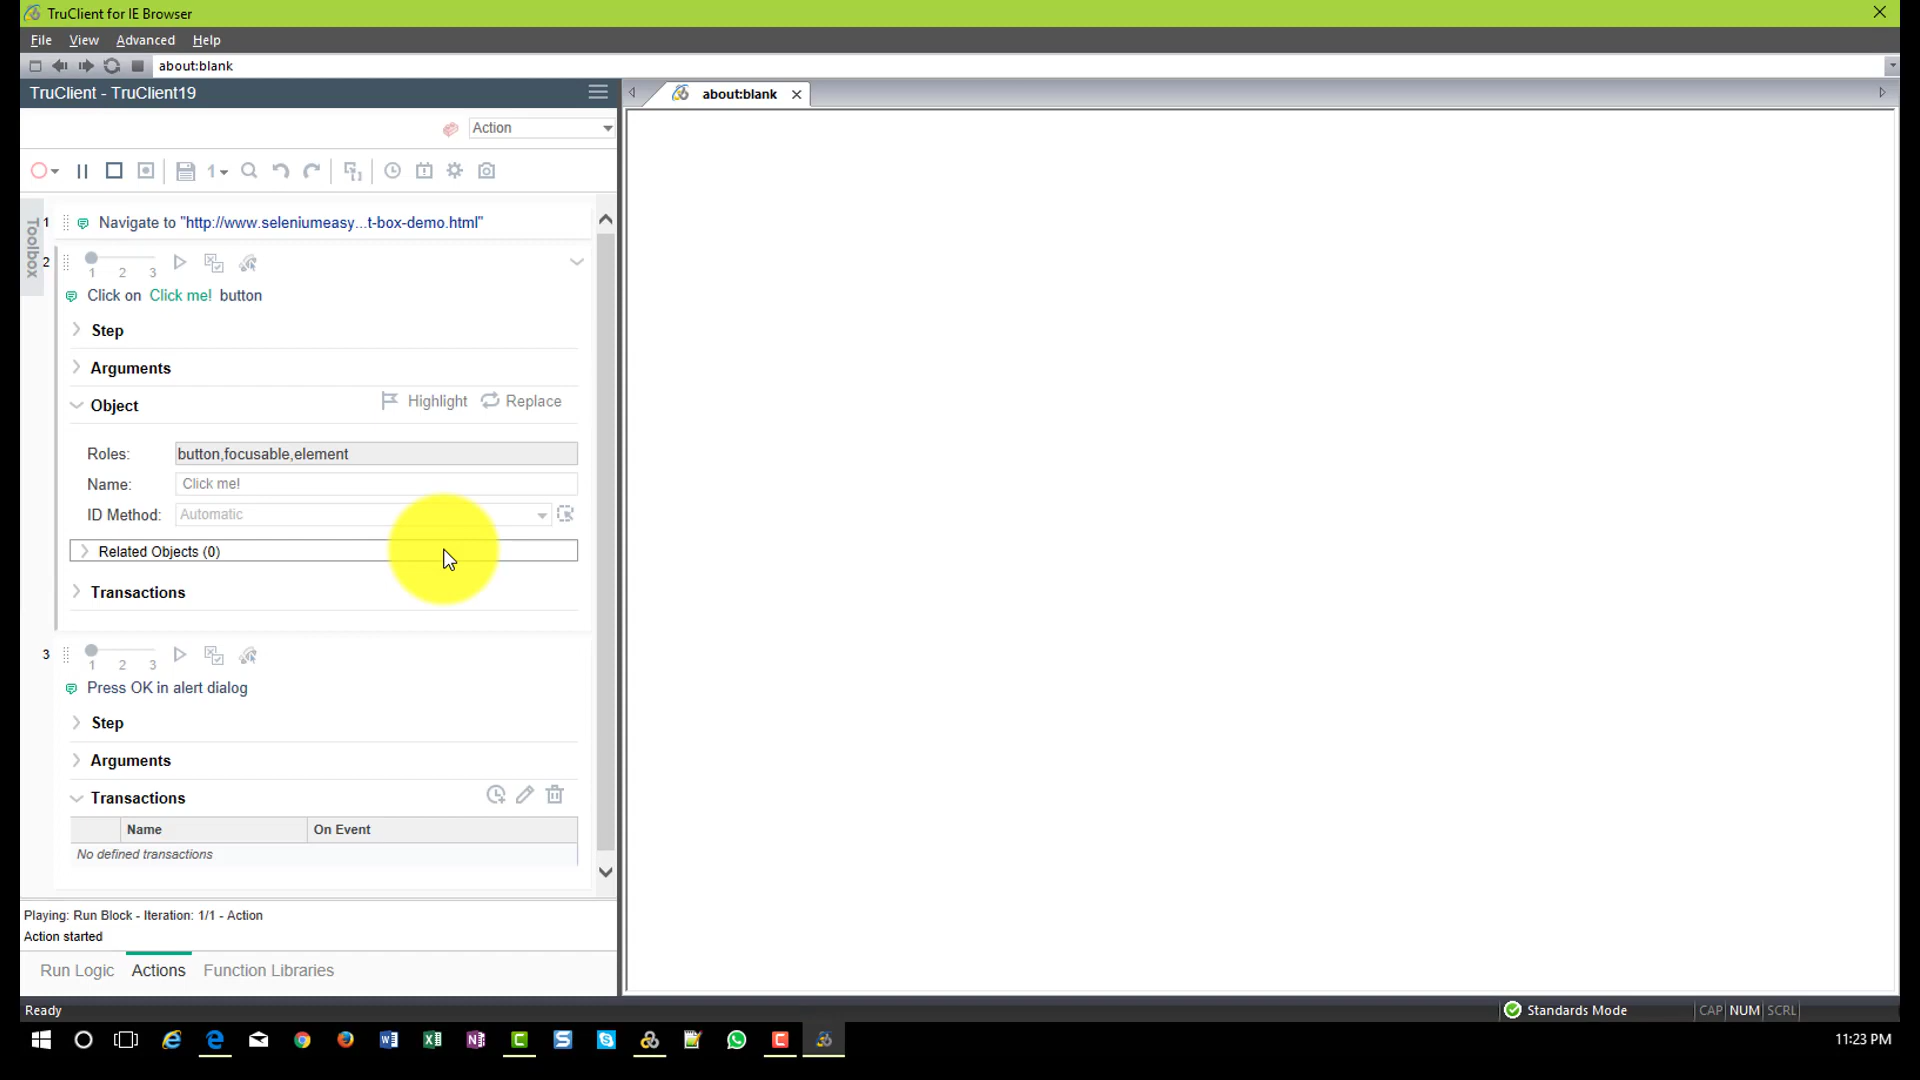 TruClient for IE Browser
File View Advanced Help
about:blank
TruClient - TruClient19
about:blank
Action
1
Toolbox
1 Navigate to "http://www.seleniumeasy...t-box-demo.html"
2
1 2 3
Click on Click me! button
Step
Arguments
Object Highlight Replace
Roles: button,focusable,element
Name: Click me!
ID Method: Automatic
Related Objects (0)
Transactions
3
1 2 3
Press OK in alert dialog
Step
Arguments
Transactions
Name On Event
No defined transactions
Playing: Run Block - Iteration: 1/1 - Action
Action started
Run Logic Actions Function Libraries
Ready Standards Mode CAP NUM SCRL
11:23 PM